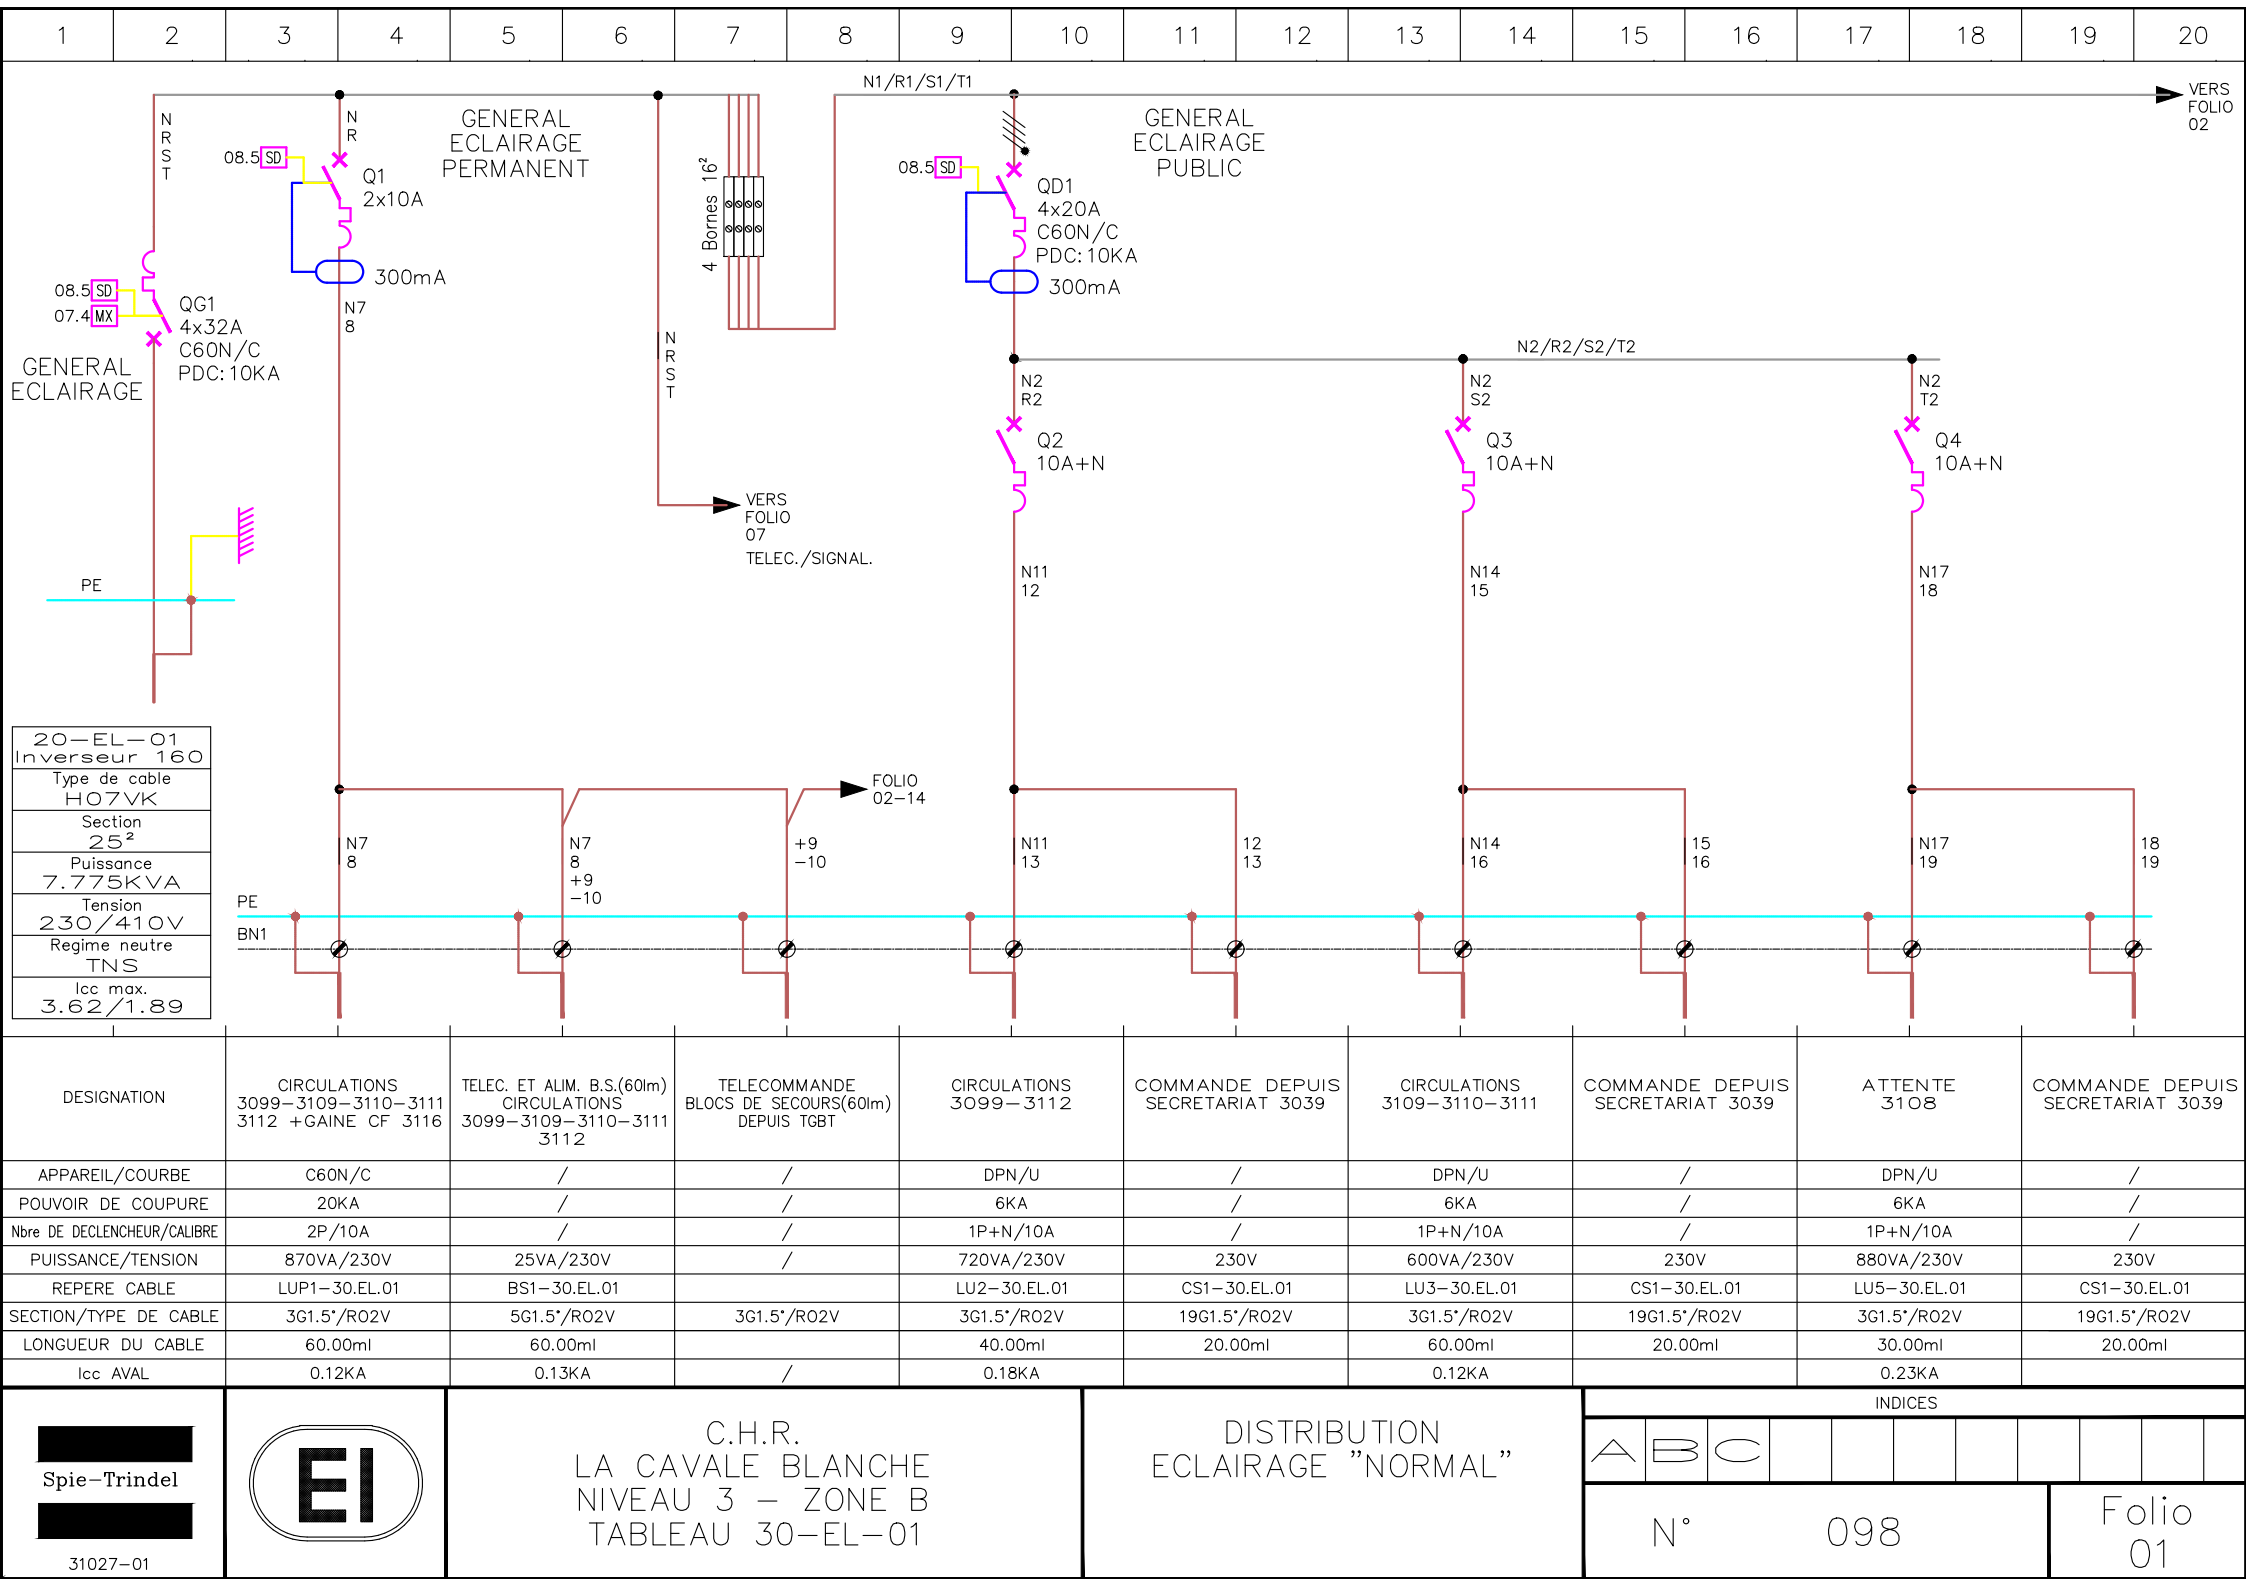 1 2 3 4 5 6 7 8 9 10 11 12 13 14 15 16 17 18 19 20
N1/R1/S1/T1
VERS
FOLIO
02
N
R
S
T
N
R
GENERAL
ECLAIRAGE
PERMANENT
GENERAL
ECLAIRAGE
PUBLIC
08.5 SD
Q1
2x10A
300mA
N7
8
4 Bornes 16²
08.5 SD
QD1
4x20A
C60N/C
PDC:10KA
300mA
08.5 SD
07.4 MX
QG1
4x32A
C60N/C
PDC:10KA
GENERAL
ECLAIRAGE
N
R
S
T
N2/R2/S2/T2
N2
R2
N2
S2
N2
T2
Q2
10A+N
Q3
10A+N
Q4
10A+N
VERS
FOLIO
07
TELEC./SIGNAL.
PE
N11
12
N14
15
N17
18
20-EL-01
Inverseur 160
Type de cable
H07VK
Section
25²
Puissance
7.775KVA
Tension
230/410V
Regime neutre
TNS
Icc max.
3.62/1.89
FOLIO
02-14
N7
8
N7
8
+9
-10
+9
-10
N11
13
12
13
N14
16
15
16
N17
19
18
19
PE
BN1
DESIGNATION
CIRCULATIONS
3099-3109-3110-3111
3112 +GAINE CF 3116
TELEC. ET ALIM. B.S.(60lm)
CIRCULATIONS
3099-3109-3110-3111
3112
TELECOMMANDE
BLOCS DE SECOURS(60lm)
DEPUIS TGBT
CIRCULATIONS
3099-3112
COMMANDE DEPUIS
SECRETARIAT 3039
CIRCULATIONS
3109-3110-3111
COMMANDE DEPUIS
SECRETARIAT 3039
ATTENTE
3108
COMMANDE DEPUIS
SECRETARIAT 3039
APPAREIL/COURBE C60N/C / / DPN/U / DPN/U / DPN/U /
POUVOIR DE COUPURE 20KA / / 6KA / 6KA / 6KA /
Nbre DE DECLENCHEUR/CALIBRE 2P/10A / / 1P+N/10A / 1P+N/10A / 1P+N/10A /
PUISSANCE/TENSION 870VA/230V 25VA/230V / 720VA/230V 230V 600VA/230V 230V 880VA/230V 230V
REPERE CABLE LUP1-30.EL.01 BS1-30.EL.01 LU2-30.EL.01 CS1-30.EL.01 LU3-30.EL.01 CS1-30.EL.01 LU5-30.EL.01 CS1-30.EL.01
SECTION/TYPE DE CABLE 3G1.5°/RO2V 5G1.5°/RO2V 3G1.5°/RO2V 3G1.5°/RO2V 19G1.5°/RO2V 3G1.5°/RO2V 19G1.5°/RO2V 3G1.5°/RO2V 19G1.5°/RO2V
LONGUEUR DU CABLE 60.00ml 60.00ml 40.00ml 20.00ml 60.00ml 20.00ml 30.00ml 20.00ml
Icc AVAL 0.12KA 0.13KA / 0.18KA 0.12KA 0.23KA
Spie-Trindel
31027-01
EI
C.H.R.
LA CAVALE BLANCHE
NIVEAU 3 - ZONE B
TABLEAU 30-EL-01
DISTRIBUTION
ECLAIRAGE "NORMAL"
INDICES
A B C
N° 098
Folio
01